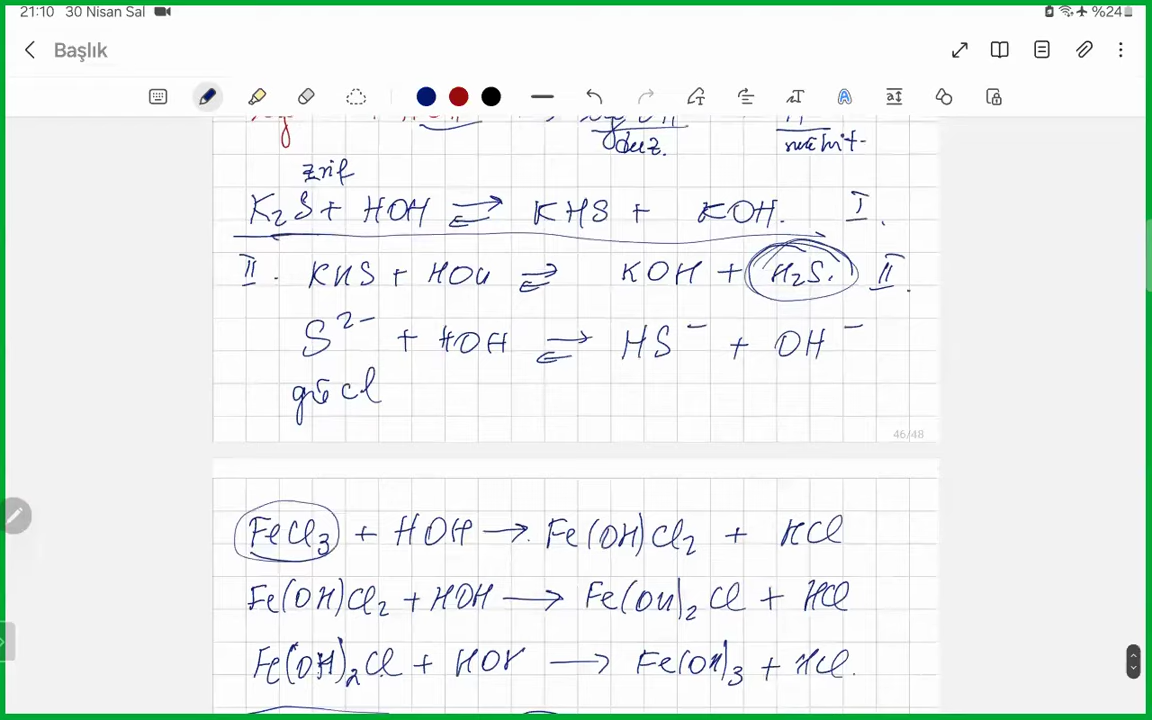 21:10 30 Nisan Sal %24
Başlık
duz.
zəif
K₂S + HOH ⇌ KHS + KOH. I.
II. KHS + HOH ⇌ KOH + H₂S. II.
S²⁻ + HOH ⇌ HS⁻ + OH⁻
46/48
FeCl₃ + HOH → Fe(OH)Cl₂ + HCl
Fe(OH)Cl₂ + HOH → Fe(OH)₂Cl + HCl
Fe(OH)₂Cl + HOH → Fe(OH)₃ + HCl.